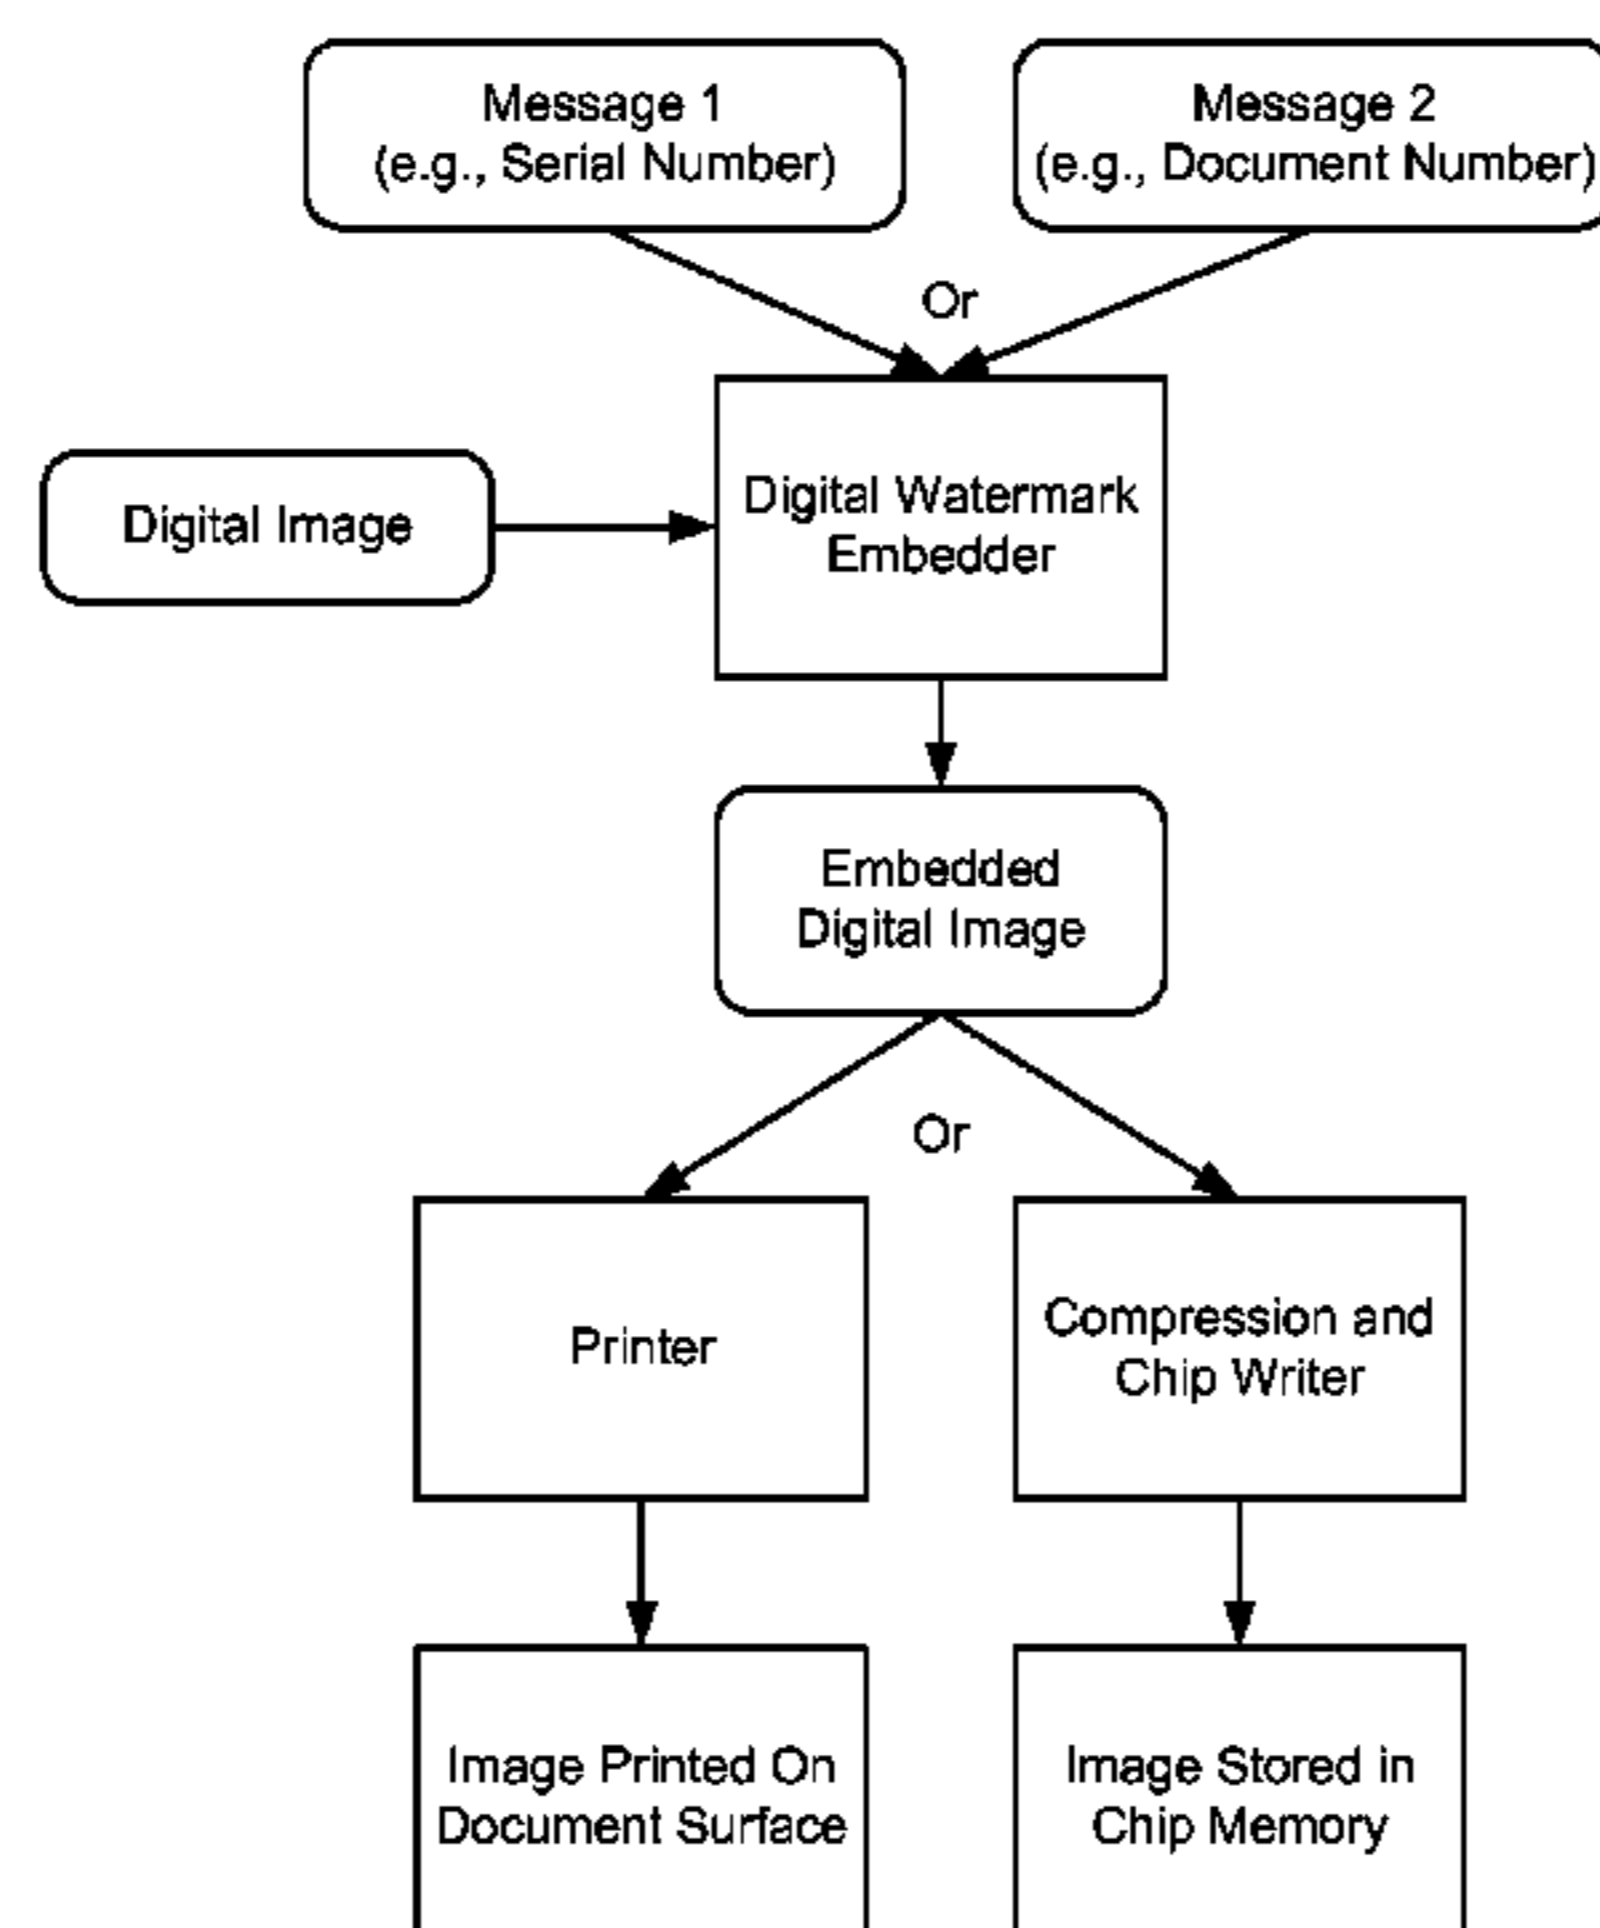 Message 1
(e.g., Serial Number)
Message 2
(e.g., Document Number)
Or
Digital Image
Digital Watermark
Embedder
Embedded
Digital Image
Or
Printer
Compression and
Chip Writer
Image Printed On
Document Surface
Image Stored in
Chip Memory